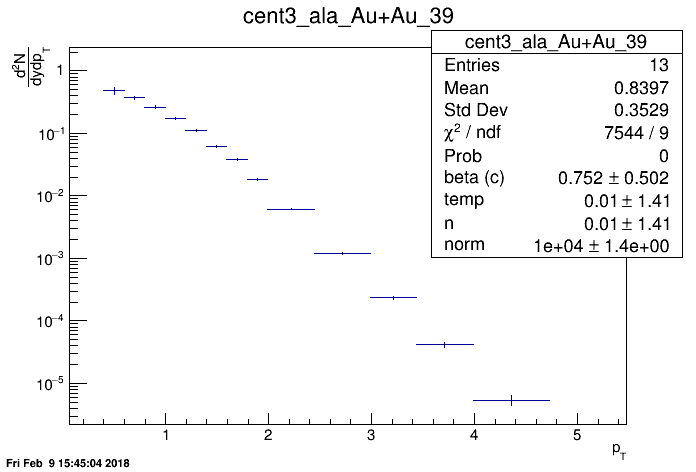 cent3_ala_Au+Au_39
cent3_ala_Au+Au_39
Entries 13
Mean 0.8397
Std Dev 0.3529
χ² / ndf 7544 / 9
Prob 0
beta (c) 0.752 ± 0.502
temp 0.01 ± 1.41
n 0.01 ± 1.41
norm 1e+04 ± 1.4e+00
d²N
dydp_T
1
10⁻¹
10⁻²
10⁻³
10⁻⁴
10⁻⁵
1 2 3 4 5
p_T
Fri Feb 9 15:45:04 2018